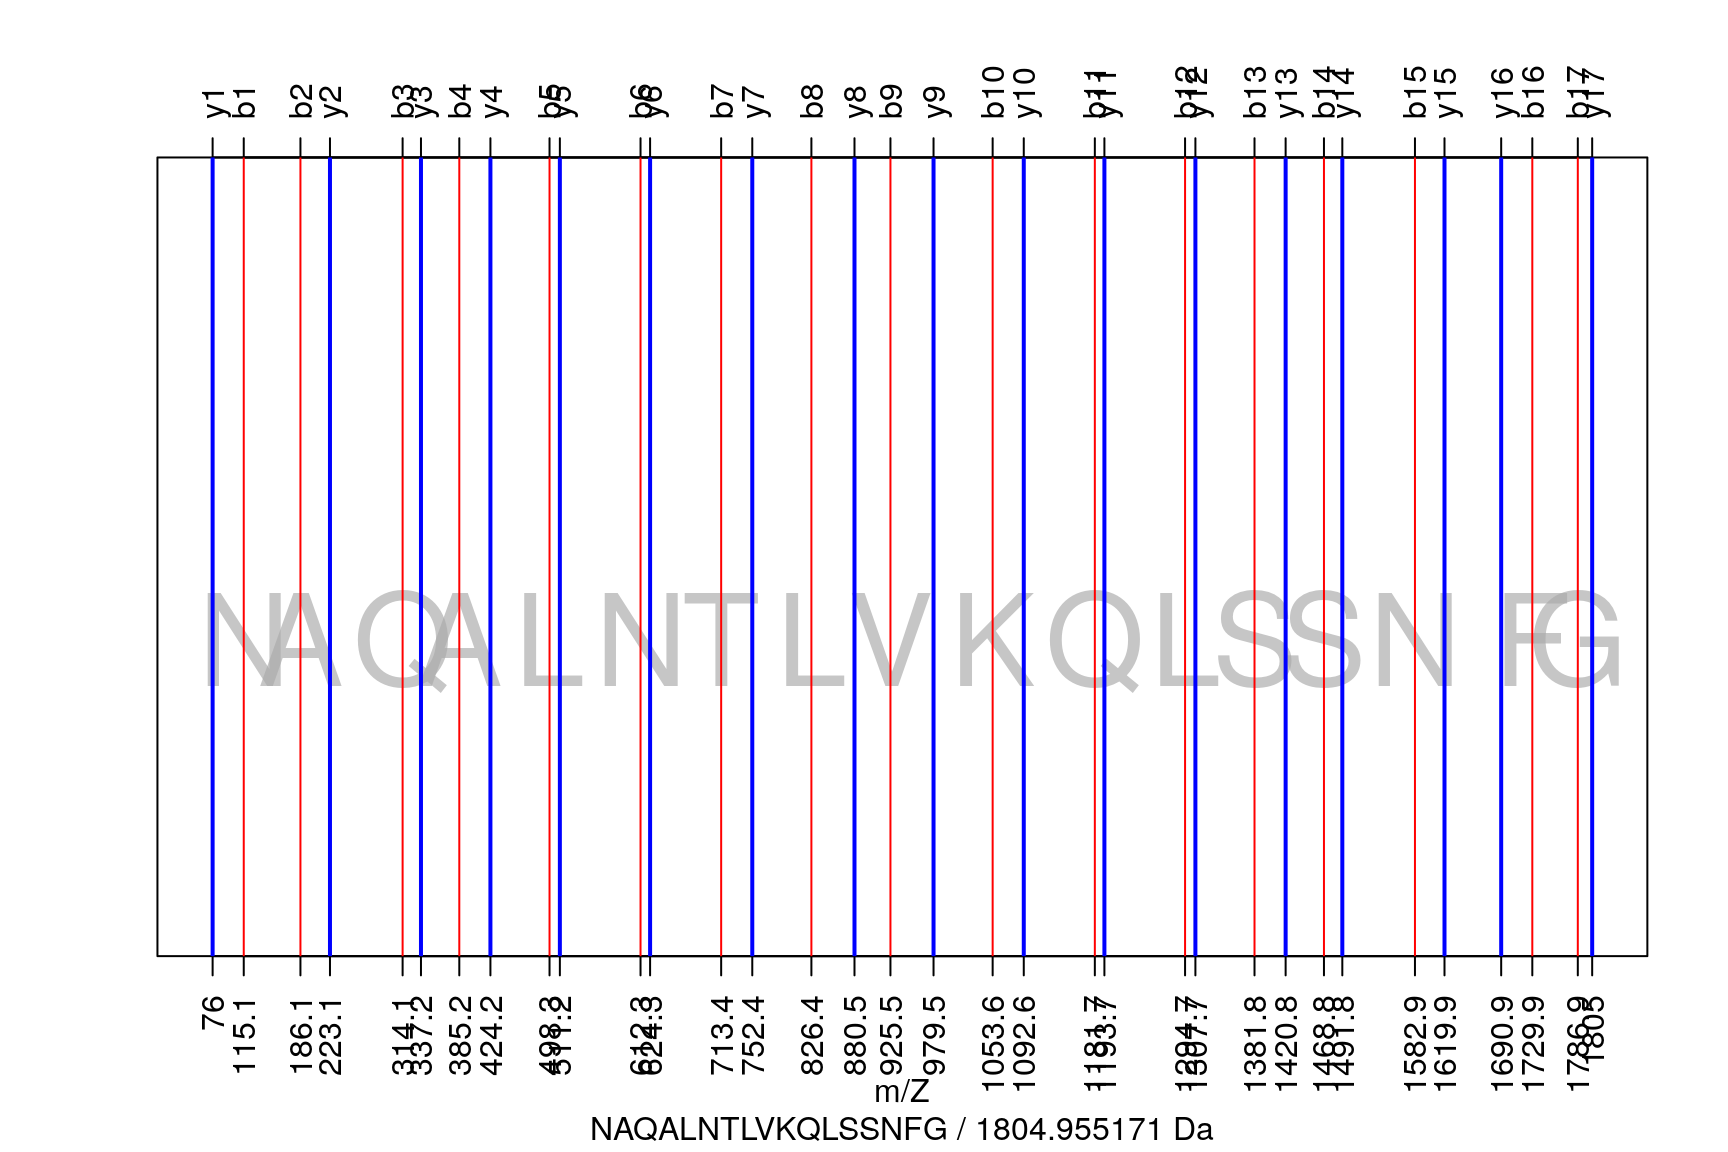 y1 b1 b2 y2 b3 y3 b4 y4 b5 y5 b6 y6 b7 y7 b8 y8 b9 y9 b10 y10 b11 y11 b12 y12 b13 y13 b14 y14 b15 y15 y16 b16 b17 y17
NAQALNTLVKQLSSNFG
76 115.1 186.1 223.1 314.1 337.2 385.2 424.2 498.3 511.2 612.3 624.3 713.4 752.4 826.4 880.5 925.5 979.5 1053.6 1092.6 1181.7 1193.7 1294.7 1307.7 1381.8 1420.8 1468.8 1491.8 1582.9 1619.9 1690.9 1729.9 1786.9 1805
m/Z
NAQALNTLVKQLSSNFG / 1804.955171 Da